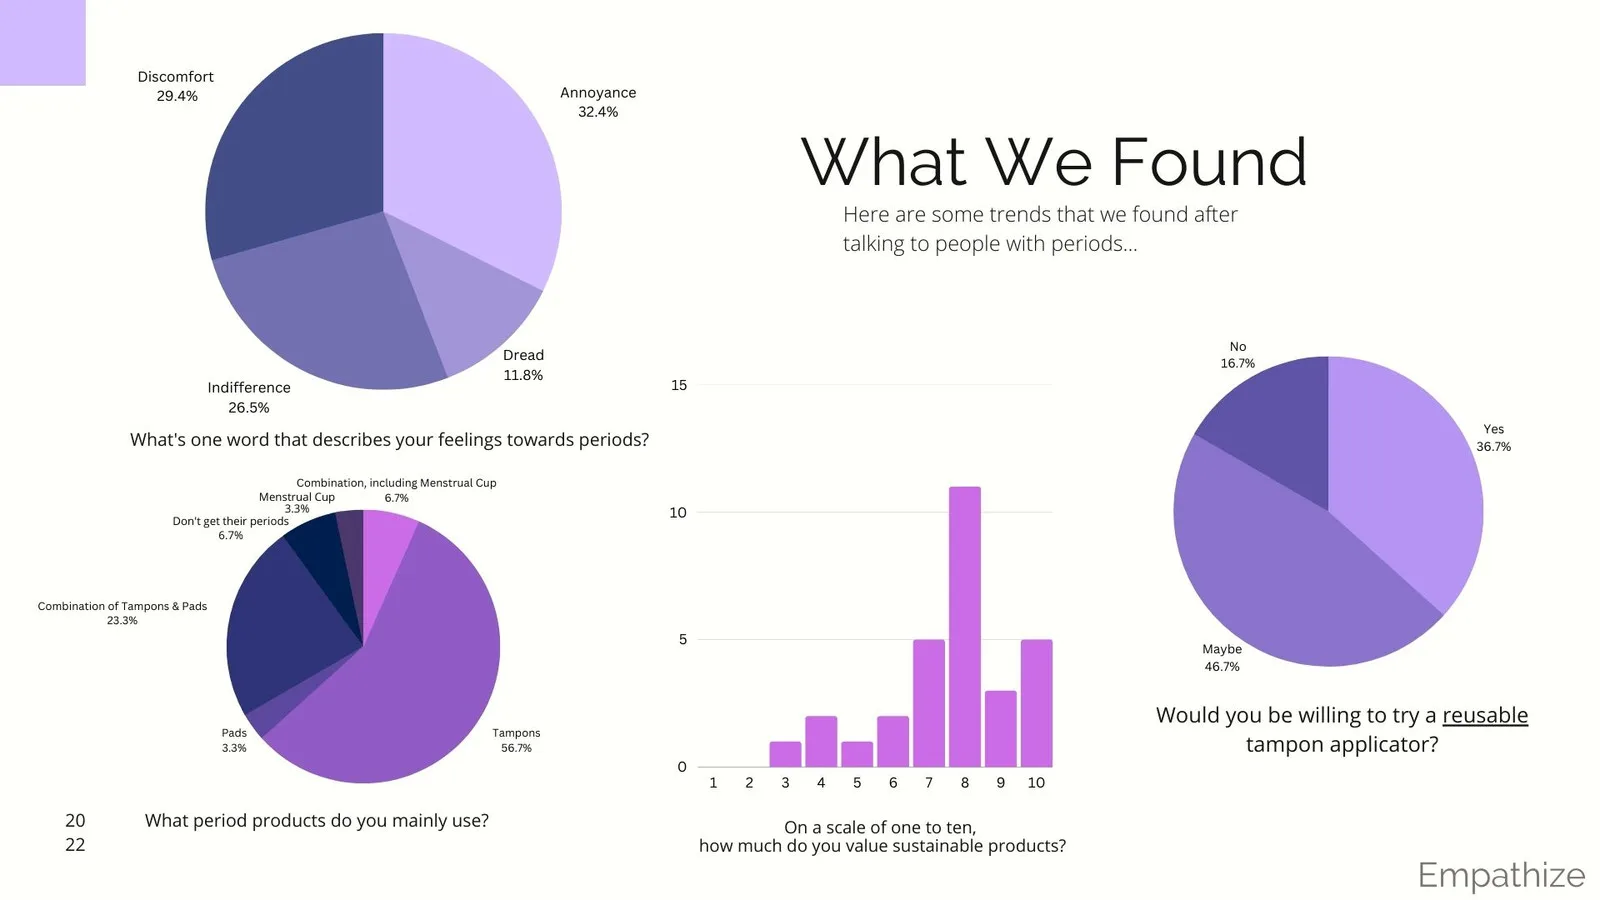 Discomfort
29.4%
Annoyance
32.4%
Dread
11.8%
Indifference
26.5%
What's one word that describes your feelings towards periods?
What We Found
Here are some trends that we found after
talking to people with periods...
Combination, including Menstrual Cup
6.7%
Menstrual Cup
3.3%
Don't get their periods
6.7%
Combination of Tampons & Pads
23.3%
Pads
3.3%
Tampons
56.7%
What period products do you mainly use?
15
10
5
0
1 2 3 4 5 6 7 8 9 10
On a scale of one to ten,
how much do you value sustainable products?
No
16.7%
Yes
36.7%
Maybe
46.7%
Would you be willing to try a reusable
tampon applicator?
20
22
Empathize